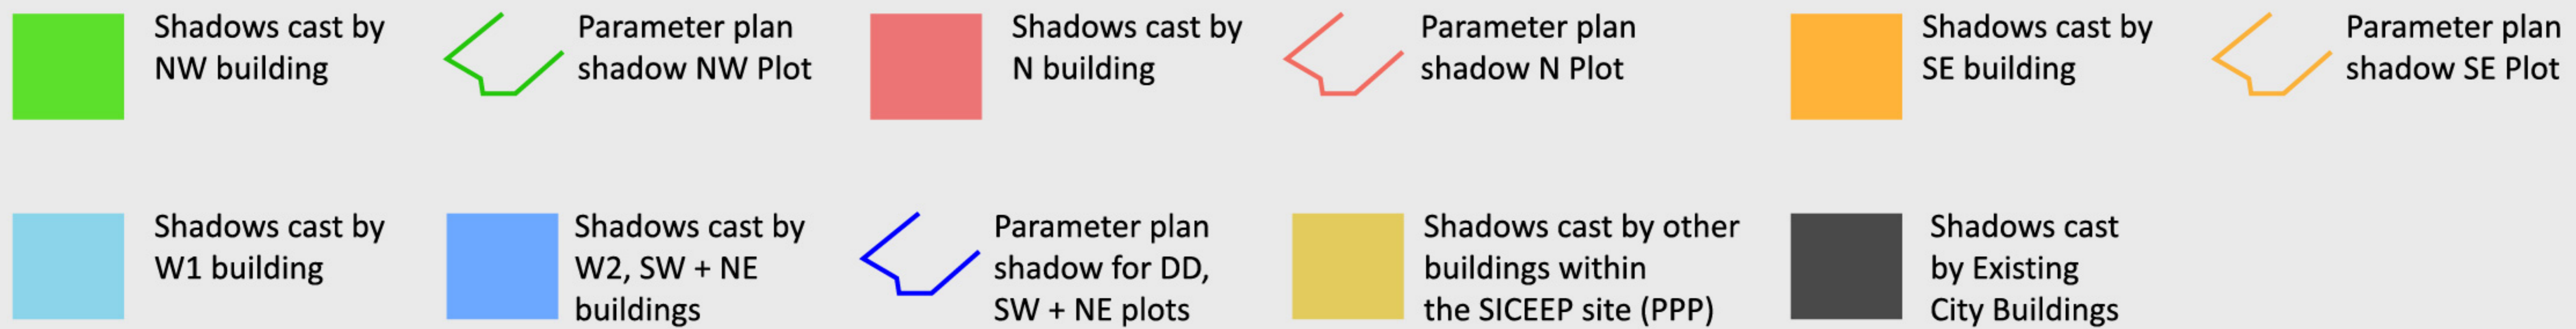 Shadows cast by
NW building
Parameter plan
shadow NW Plot
Shadows cast by
N building
Parameter plan
shadow N Plot
Shadows cast by
SE building
Parameter plan
shadow SE Plot
Shadows cast by
W1 building
Shadows cast by
W2, SW + NE
buildings
Parameter plan
shadow for DD,
SW + NE plots
Shadows cast by other
buildings within
the SICEEP site (PPP)
Shadows cast
by Existing
City Buildings